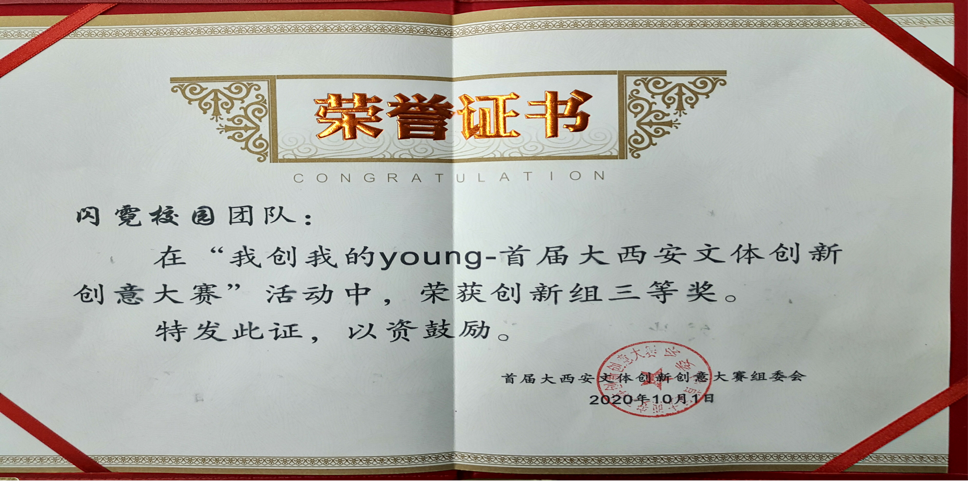 荣誉证书
CONGRATULATION
闪霓校园团队：
在“我创我的young-首届大西安文体创新
创意大赛”活动中，荣获创新组三等奖。
特发此证，以资鼓励。
首届大西安文体创新创意大赛组委会
2020年10月1日